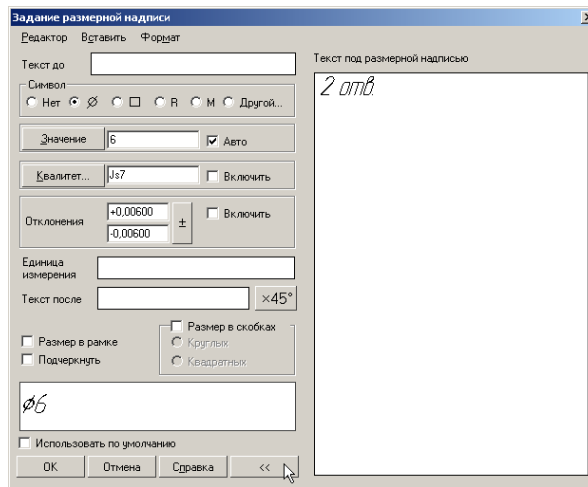 Задание размерной надписи
Редактор Вставить Формат
Текст до
Текст под размерной надписью
2 отв.
Символ
Нет Ø □ R M Другой...
Значение 6 Авто
Квалитет... Js7 Включить
Отклонения +0,00600 ± Включить
-0,00600
Единица
измерения
Текст после ×45°
Размер в скобках
Размер в рамке Круглых
Подчеркнуть Квадратных
Ø6
Использовать по умолчанию
OK Отмена Справка <<